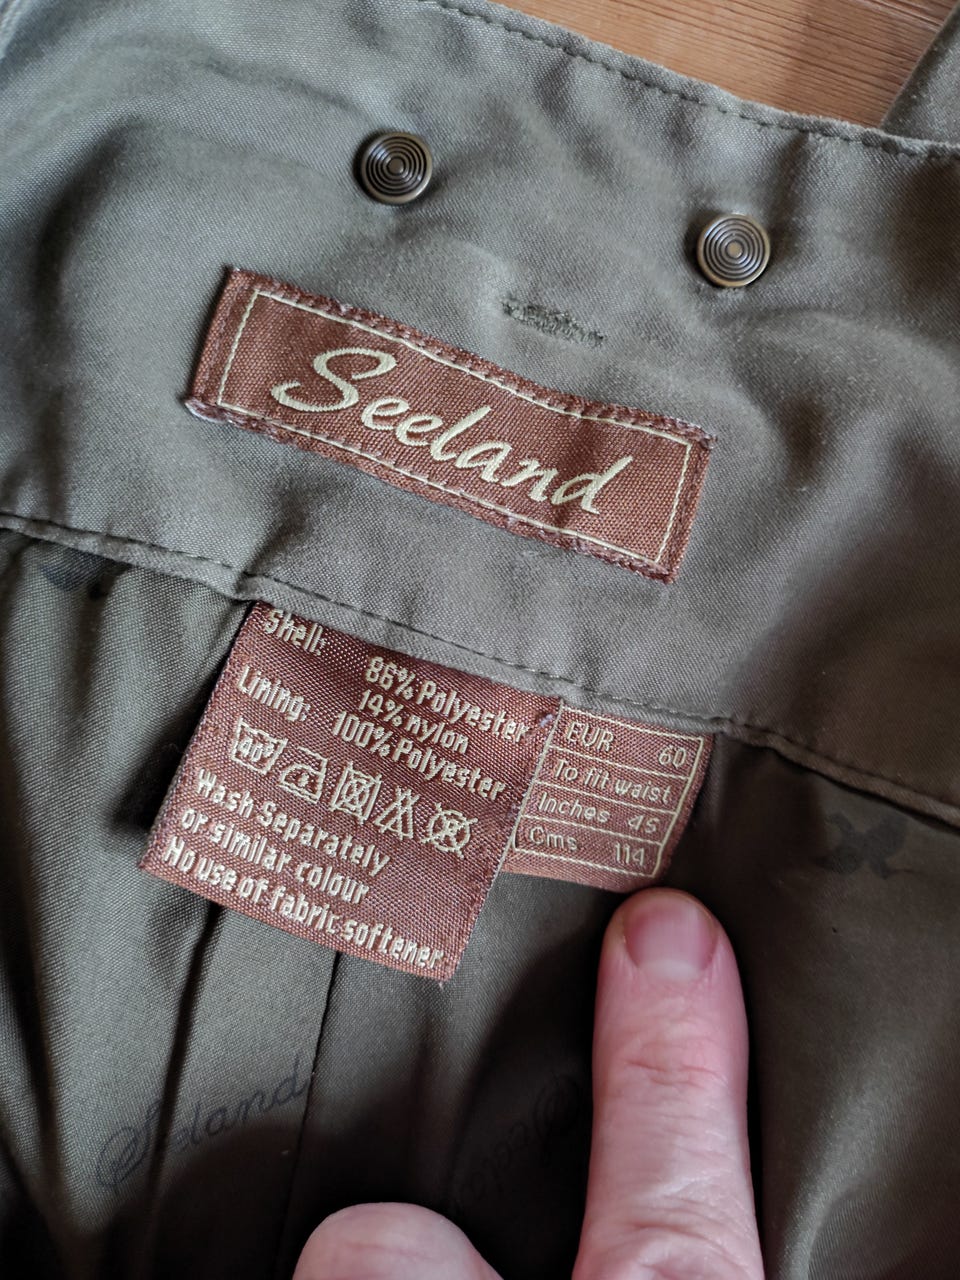 Seeland
Shell:
86% Polyester
14% nylon
Lining: 100% Polyester
40°
Wash Separately
or similar colour
No use of fabric softener
EUR 60
To fit waist
Inches 45
Cms 114
Seeland